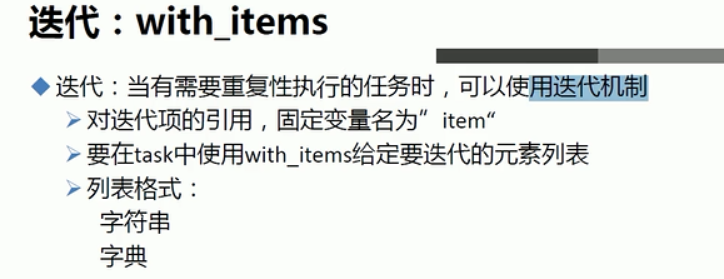 迭代：with_items
迭代：当有需要重复性执行的任务时，可以使用迭代机制
对迭代项的引用，固定变量名为”item“
要在task中使用with_items给定要迭代的元素列表
列表格式：
字符串
字典